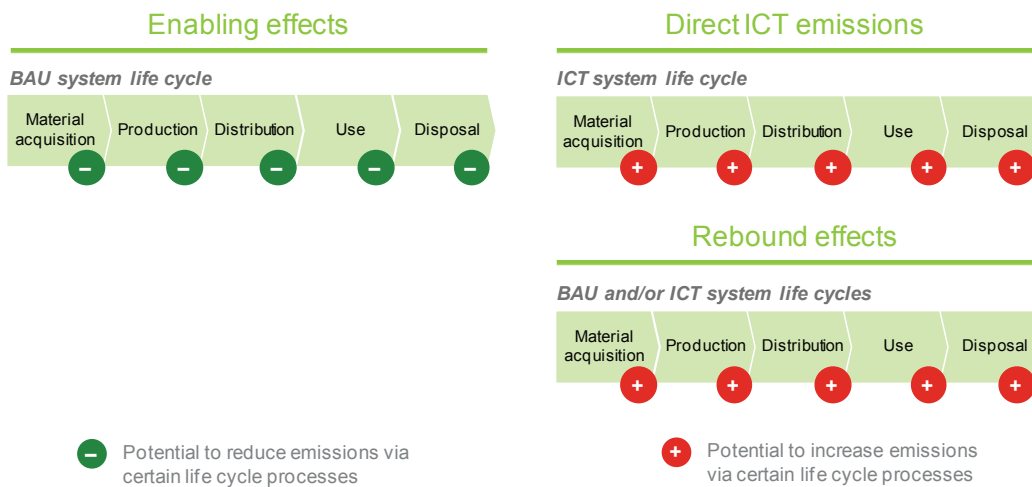 Enabling effects
BAU system life cycle
Material
acquisition
Production
Distribution
Use
Disposal
−
−
−
−
−
Direct ICT emissions
ICT system life cycle
Material
acquisition
Production
Distribution
Use
Disposal
+
+
+
+
+
Rebound effects
BAU and/or ICT system life cycles
Material
acquisition
Production
Distribution
Use
Disposal
+
+
+
+
+
− Potential to reduce emissions via
certain life cycle processes
+ Potential to increase emissions
via certain life cycle processes